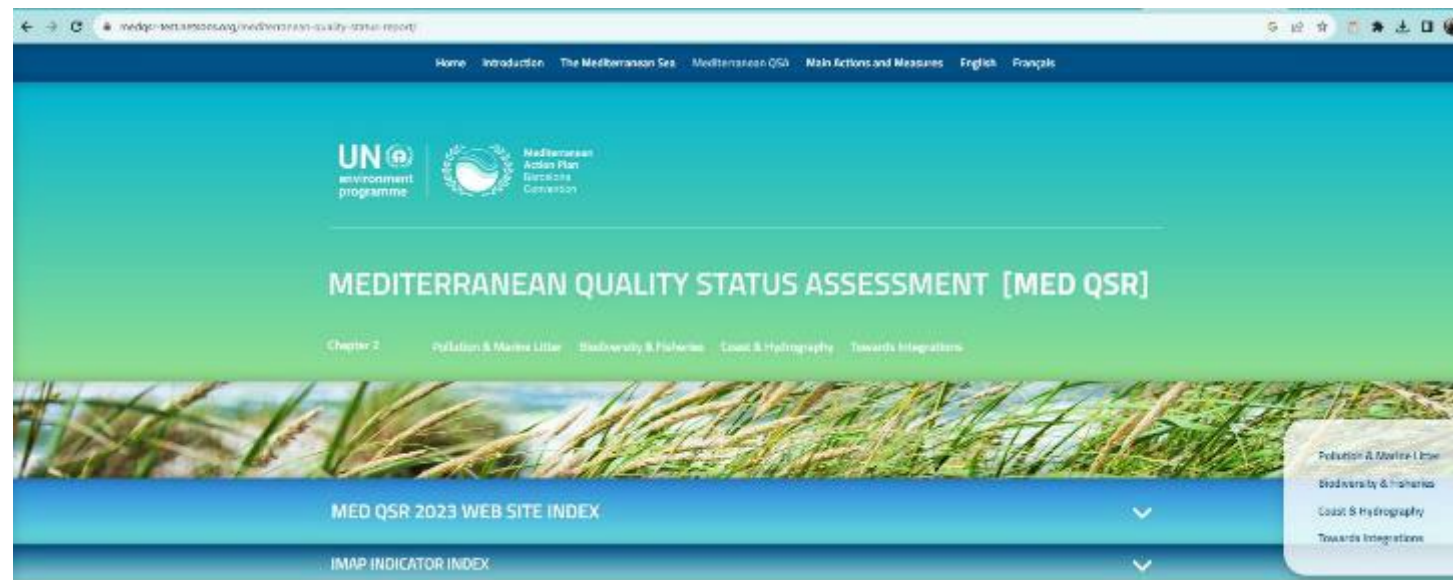 Home Introduction The Mediterranean Sea Mediterranean QSA Main Actions and Measures English Français
UN
environment
programme
Mediterranean
Action Plan
Barcelona
Convention
MEDITERRANEAN QUALITY STATUS ASSESSMENT [MED QSR]
Chapter 2 Pollution & Marine Litter Biodiversity & Fisheries Coast & Hydrography Towards Integrations
Pollution & Marine Litter
Biodiversity & Fisheries
Coast & Hydrography
Towards Integrations
MED QSR 2023 WEB SITE INDEX
IMAP INDICATOR INDEX